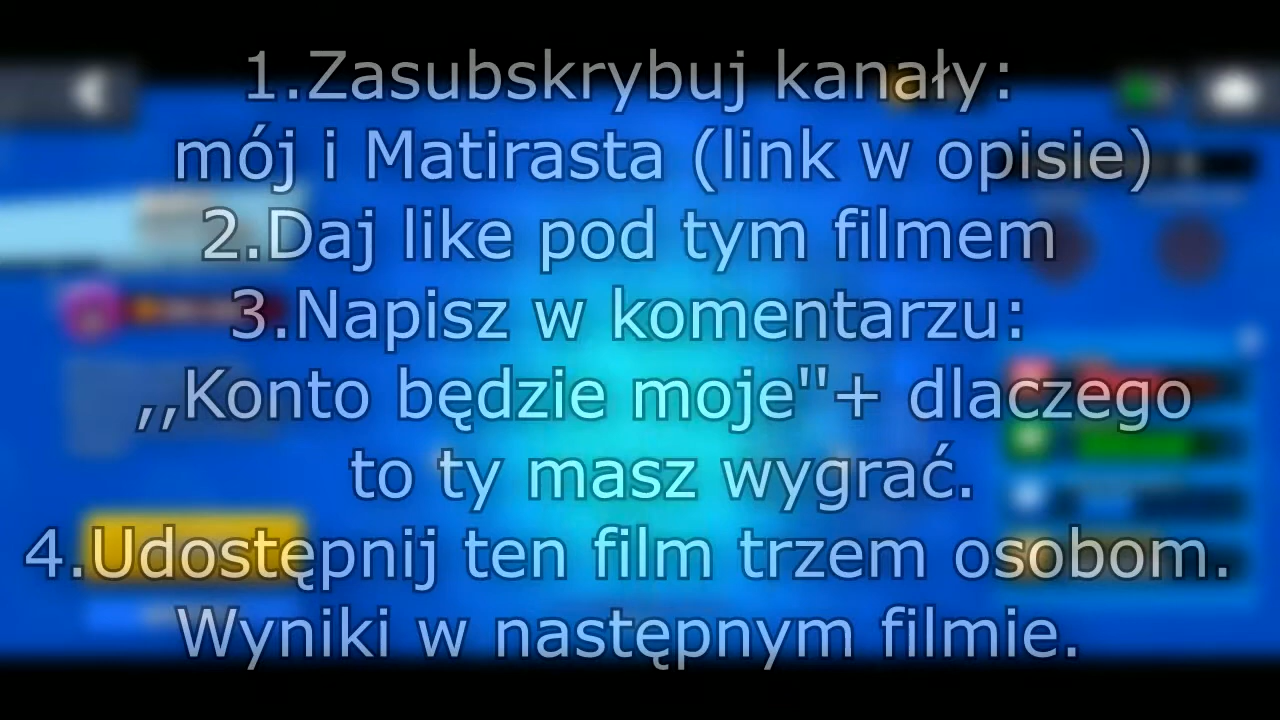 1.Zasubskrybuj kanały:
mój i Matirasta (link w opisie)
2.Daj like pod tym filmem
3.Napisz w komentarzu:
,,Konto będzie moje"+ dlaczego
to ty masz wygrać.
4.Udostępnij ten film trzem osobom.
Wyniki w następnym filmie.